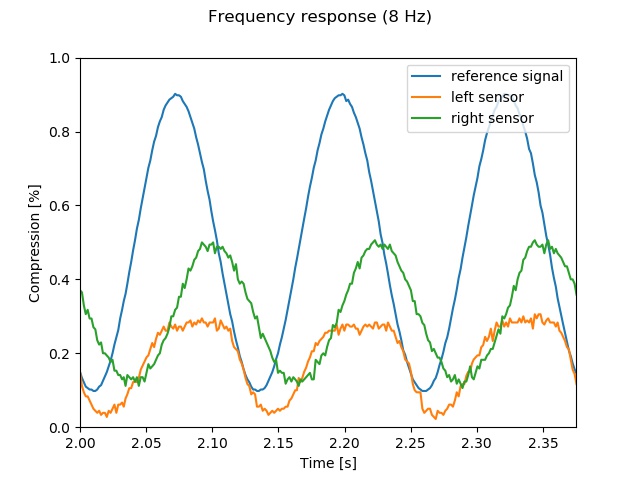 Frequency response (8 Hz)
reference signal
left sensor
right sensor
Compression [%]
1.0
0.8
0.6
0.4
0.2
0.0
2.00 2.05 2.10 2.15 2.20 2.25 2.30 2.35
Time [s]